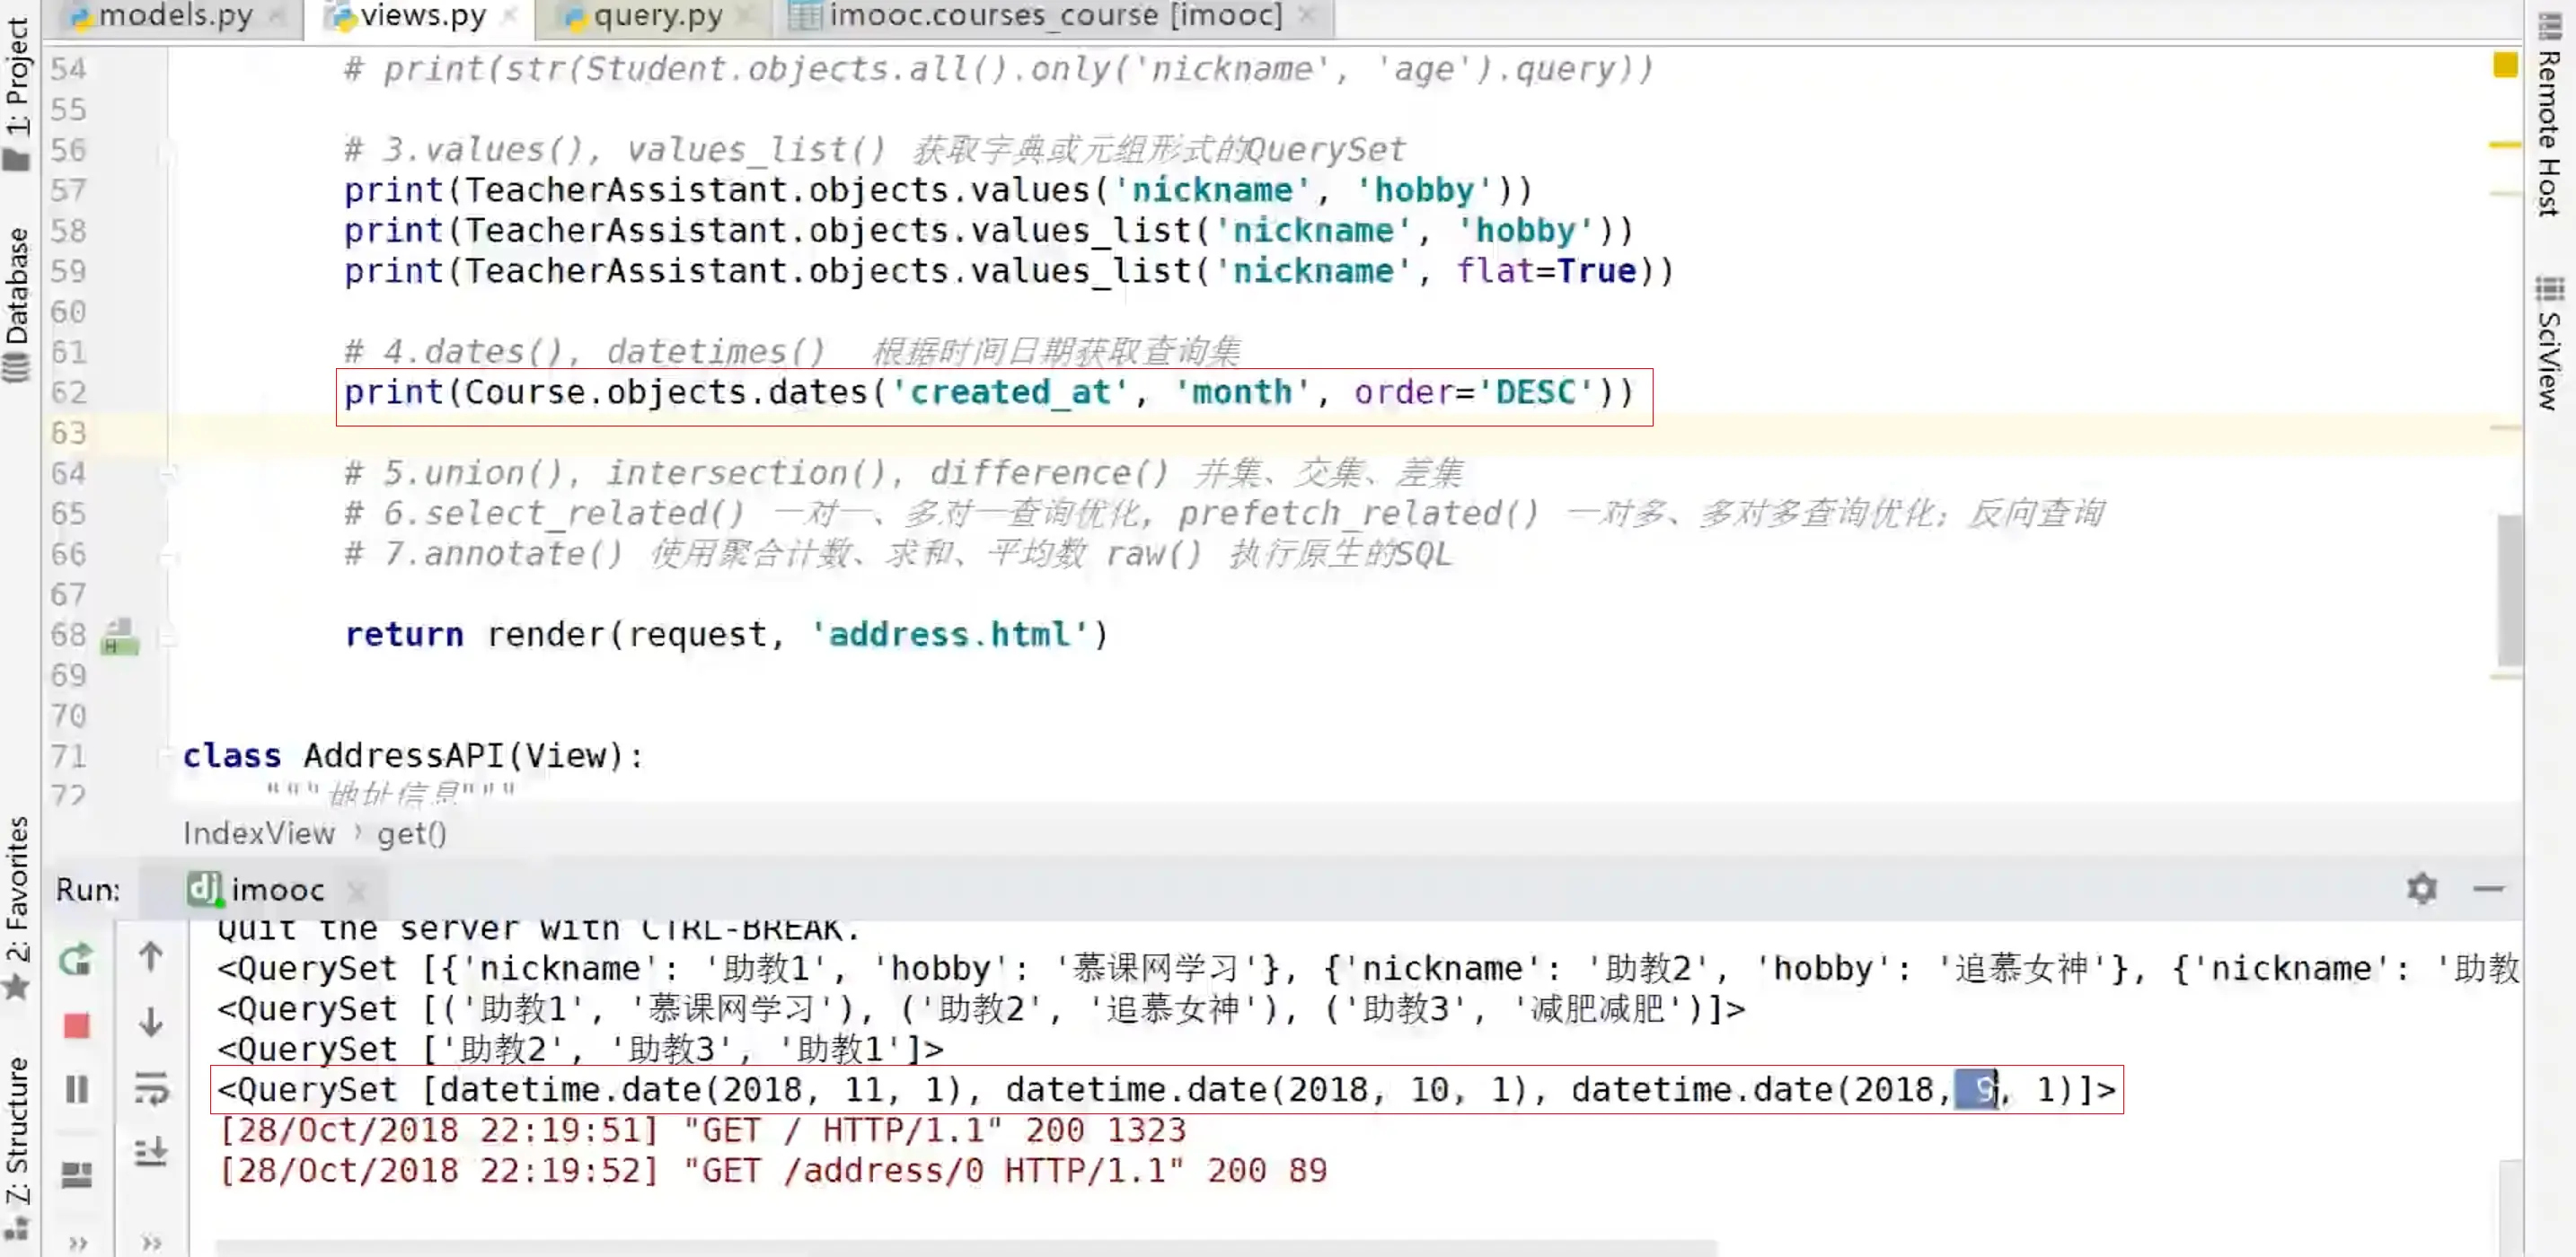 models.py
views.py
query.py
imooc.courses_course [imooc]
1: Project
Database
2: Favorites
Z: Structure
Remote Host
SciView
54 # print(str(Student.objects.all().only('nickname', 'age').query))
55
56 # 3.values(), values_list() 获取字典或元组形式的QuerySet
57 print(TeacherAssistant.objects.values('nickname', 'hobby'))
58 print(TeacherAssistant.objects.values_list('nickname', 'hobby'))
59 print(TeacherAssistant.objects.values_list('nickname', flat=True))
60
61 # 4.dates(), datetimes() 根据时间日期获取查询集
62 print(Course.objects.dates('created_at', 'month', order='DESC'))
63
64 # 5.union(), intersection(), difference() 并集、交集、差集
65 # 6.select_related() 一对一、多对一查询优化, prefetch_related() 一对多、多对多查询优化; 反向查询
66 # 7.annotate() 使用聚合计数、求和、平均数 raw() 执行原生的SQL
67
68 return render(request, 'address.html')
69
70
71 class AddressAPI(View):
72 """地址信息"""
IndexView › get()
Run: imooc
Quit the server with CTRL-BREAK.
<QuerySet [{'nickname': '助教1', 'hobby': '慕课网学习'}, {'nickname': '助教2', 'hobby': '追慕女神'}, {'nickname': '助教
<QuerySet [('助教1', '慕课网学习'), ('助教2', '追慕女神'), ('助教3', '减肥减肥')]>
<QuerySet ['助教2', '助教3', '助教1']>
<QuerySet [datetime.date(2018, 11, 1), datetime.date(2018, 10, 1), datetime.date(2018, 9, 1)]>
[28/Oct/2018 22:19:51] "GET / HTTP/1.1" 200 1323
[28/Oct/2018 22:19:52] "GET /address/0 HTTP/1.1" 200 89